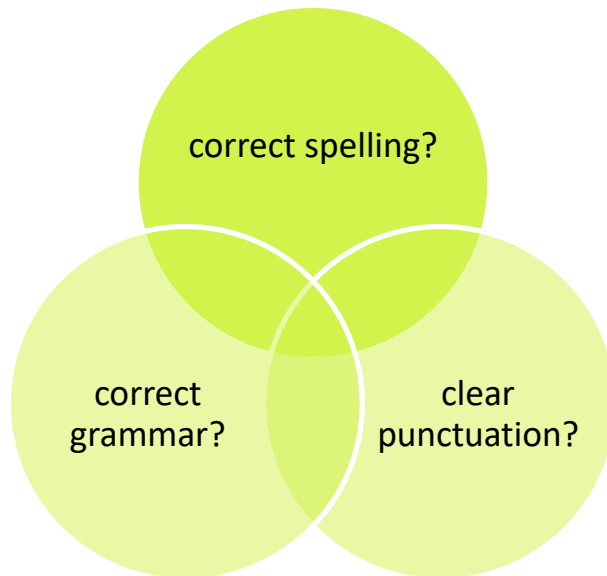 correct spelling?
correct
grammar?
clear
punctuation?